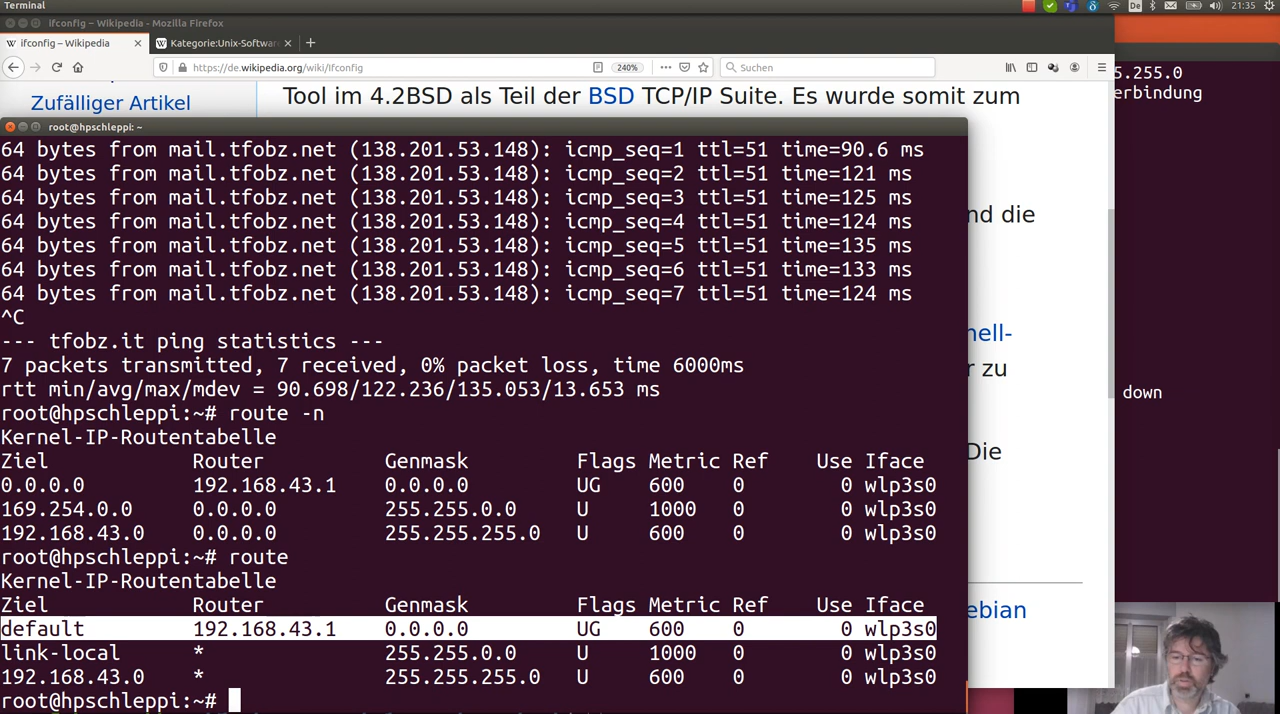 Terminal
De
21:35
ifconfig – Wikipedia - Mozilla Firefox
ifconfig – Wikipedia
Kategorie:Unix-Softwar
https://de.wikipedia.org/wiki/Ifconfig
240%
Suchen
Zufälliger Artikel
Tool im 4.2BSD als Teil der BSD TCP/IP Suite. Es wurde somit zum
5.255.0
erbindung
root@hpschleppi: ~
64 bytes from mail.tfobz.net (138.201.53.148): icmp_seq=1 ttl=51 time=90.6 ms
64 bytes from mail.tfobz.net (138.201.53.148): icmp_seq=2 ttl=51 time=121 ms
64 bytes from mail.tfobz.net (138.201.53.148): icmp_seq=3 ttl=51 time=125 ms
64 bytes from mail.tfobz.net (138.201.53.148): icmp_seq=4 ttl=51 time=124 ms
64 bytes from mail.tfobz.net (138.201.53.148): icmp_seq=5 ttl=51 time=135 ms
64 bytes from mail.tfobz.net (138.201.53.148): icmp_seq=6 ttl=51 time=133 ms
64 bytes from mail.tfobz.net (138.201.53.148): icmp_seq=7 ttl=51 time=124 ms
^C
--- tfobz.it ping statistics ---
7 packets transmitted, 7 received, 0% packet loss, time 6000ms
rtt min/avg/max/mdev = 90.698/122.236/135.053/13.653 ms
root@hpschleppi:~# route -n
Kernel-IP-Routentabelle
Ziel Router Genmask Flags Metric Ref Use Iface
0.0.0.0 192.168.43.1 0.0.0.0 UG 600 0 0 wlp3s0
169.254.0.0 0.0.0.0 255.255.0.0 U 1000 0 0 wlp3s0
192.168.43.0 0.0.0.0 255.255.255.0 U 600 0 0 wlp3s0
root@hpschleppi:~# route
Kernel-IP-Routentabelle
Ziel Router Genmask Flags Metric Ref Use Iface
default 192.168.43.1 0.0.0.0 UG 600 0 0 wlp3s0
link-local * 255.255.0.0 U 1000 0 0 wlp3s0
192.168.43.0 * 255.255.255.0 U 600 0 0 wlp3s0
root@hpschleppi:~#
nd die
nell-
r zu
Die
ebian
down